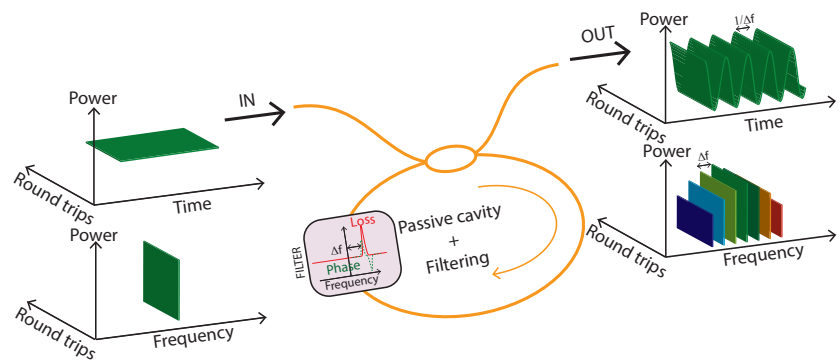 Power
IN
Round trips
Time
Power
Round trips
Frequency
FILTER
Loss
Δf
Phase
Frequency
Passive cavity
+
Filtering
OUT
Power
1/Δf
Round trips
Time
Power
Δf
Round trips
Frequency